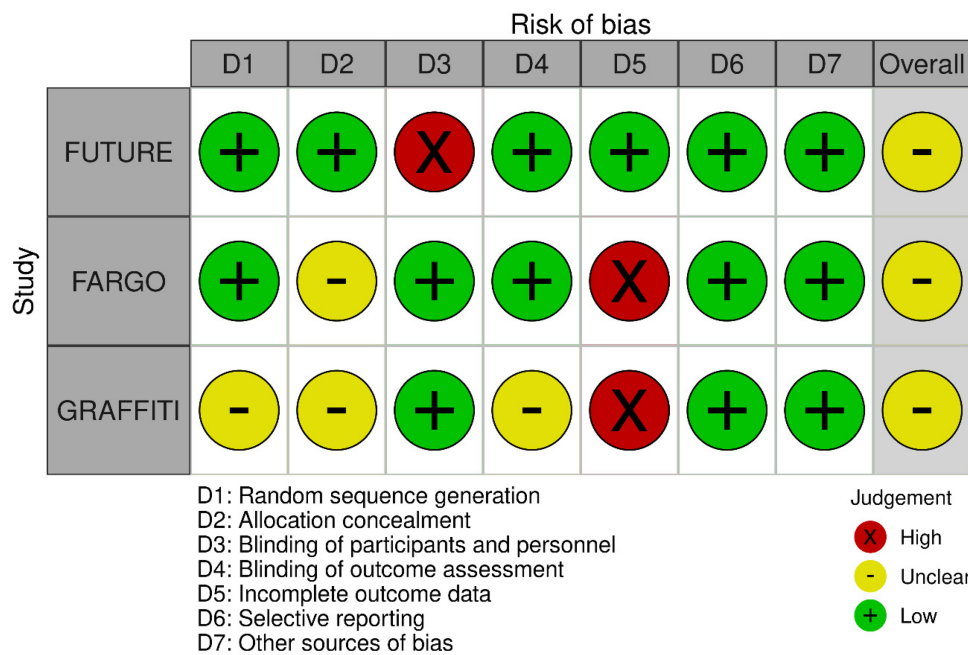 Risk of bias
D1 D2 D3 D4 D5 D6 D7 Overall
Study
FUTURE + + X + + + + -
FARGO + - + + X + + -
GRAFFITI - - + - X + + -
D1: Random sequence generation
D2: Allocation concealment
D3: Blinding of participants and personnel
D4: Blinding of outcome assessment
D5: Incomplete outcome data
D6: Selective reporting
D7: Other sources of bias
Judgement
X High
- Unclear
+ Low